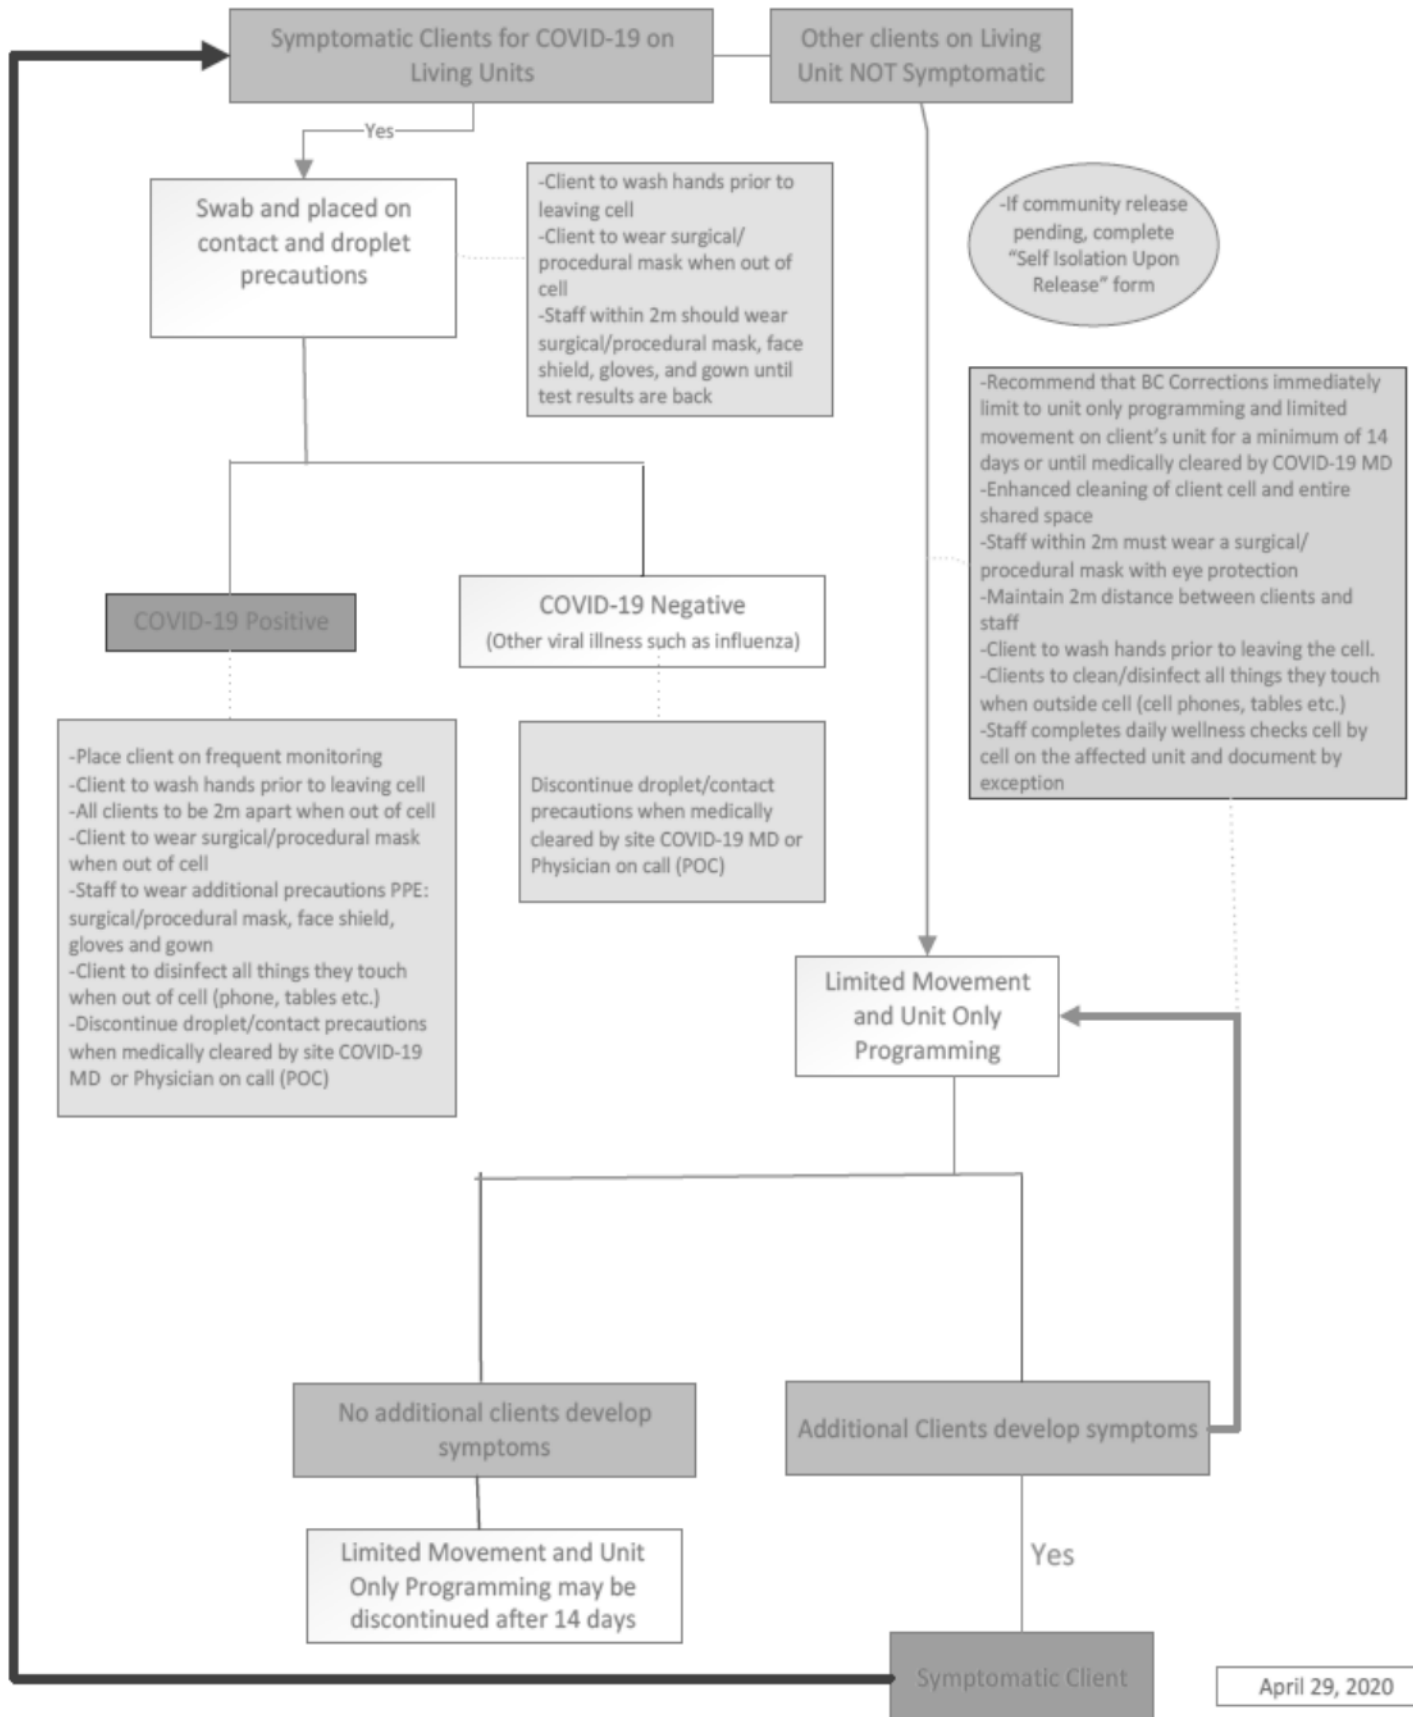 Symptomatic Clients for COVID-19 on
Living Units
Other clients on Living
Unit NOT Symptomatic
Yes
Swab and placed on
contact and droplet
precautions
-Client to wash hands prior to
leaving cell
-Client to wear surgical/
procedural mask when out of
cell
-Staff within 2m should wear
surgical/procedural mask, face
shield, gloves, and gown until
test results are back
-If community release
pending, complete
“Self Isolation Upon
Release” form
-Recommend that BC Corrections immediately
limit to unit only programming and limited
movement on client’s unit for a minimum of 14
days or until medically cleared by COVID-19 MD
-Enhanced cleaning of client cell and entire
shared space
-Staff within 2m must wear a surgical/
procedural mask with eye protection
-Maintain 2m distance between clients and
staff
-Client to wash hands prior to leaving the cell.
-Clients to clean/disinfect all things they touch
when outside cell (cell phones, tables etc.)
-Staff completes daily wellness checks cell by
cell on the affected unit and document by
exception
COVID-19 Positive
COVID-19 Negative
(Other viral illness such as influenza)
-Place client on frequent monitoring
-Client to wash hands prior to leaving cell
-All clients to be 2m apart when out of cell
-Client to wear surgical/procedural mask
when out of cell
-Staff to wear additional precautions PPE:
surgical/procedural mask, face shield,
gloves and gown
-Client to disinfect all things they touch
when out of cell (phone, tables etc.)
-Discontinue droplet/contact precautions
when medically cleared by site COVID-19
MD or Physician on call (POC)
Discontinue droplet/contact
precautions when medically
cleared by site COVID-19 MD or
Physician on call (POC)
Limited Movement
and Unit Only
Programming
No additional clients develop
symptoms
Additional Clients develop symptoms
Limited Movement and Unit
Only Programming may be
discontinued after 14 days
Yes
Symptomatic Client
April 29, 2020